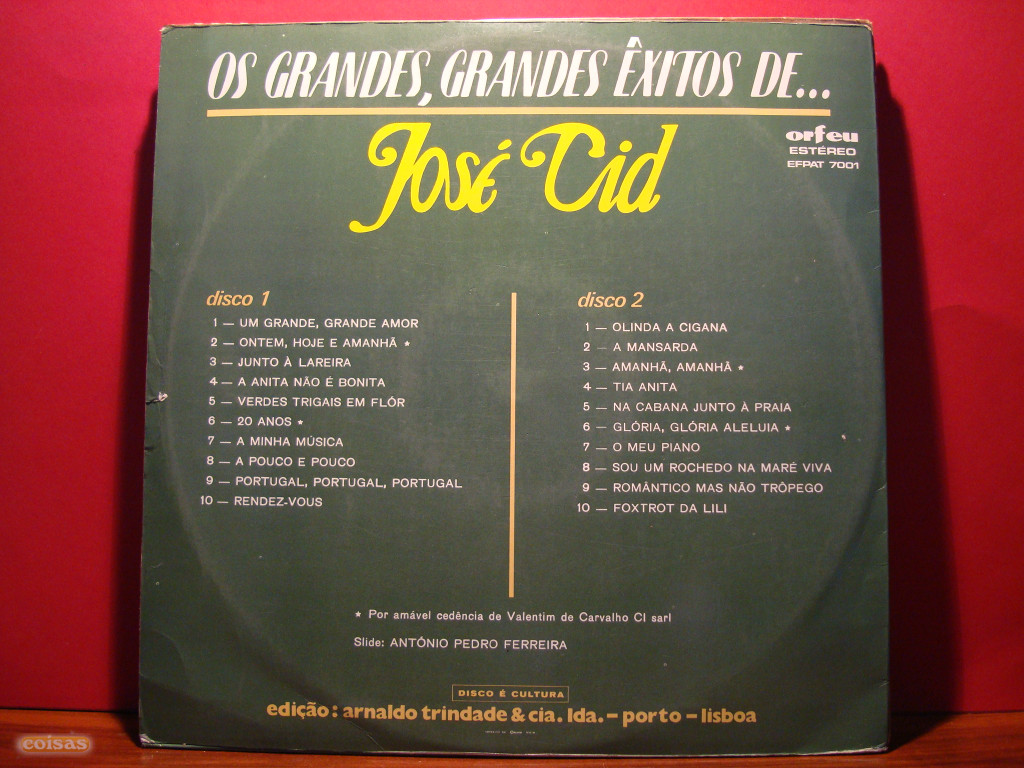 OS GRANDES, GRANDES ÊXITOS DE...
José Cid
orfeu
ESTÉREO
EFPAT 7001
disco 1
1 — UM GRANDE, GRANDE AMOR
2 — ONTEM, HOJE E AMANHÃ ★
3 — JUNTO À LAREIRA
4 — A ANITA NÃO É BONITA
5 — VERDES TRIGAIS EM FLÓR
6 — 20 ANOS ★
7 — A MINHA MÚSICA
8 — A POUCO E POUCO
9 — PORTUGAL, PORTUGAL, PORTUGAL
10 — RENDEZ-VOUS
disco 2
1 — OLINDA A CIGANA
2 — A MANSARDA
3 — AMANHÃ, AMANHÃ ★
4 — TIA ANITA
5 — NA CABANA JUNTO À PRAIA
6 — GLÓRIA, GLÓRIA ALELUIA ★
7 — O MEU PIANO
8 — SOU UM ROCHEDO NA MARÉ VIVA
9 — ROMÂNTICO MAS NÃO TRÔPEGO
10 — FOXTROT DA LILI
★ Por amável cedência de Valentim de Carvalho CI sarl
Slide: ANTÔNIO PEDRO FERREIRA
DISCO É CULTURA
edição: arnaldo trindade & cia. lda. – porto – lisboa
coisas